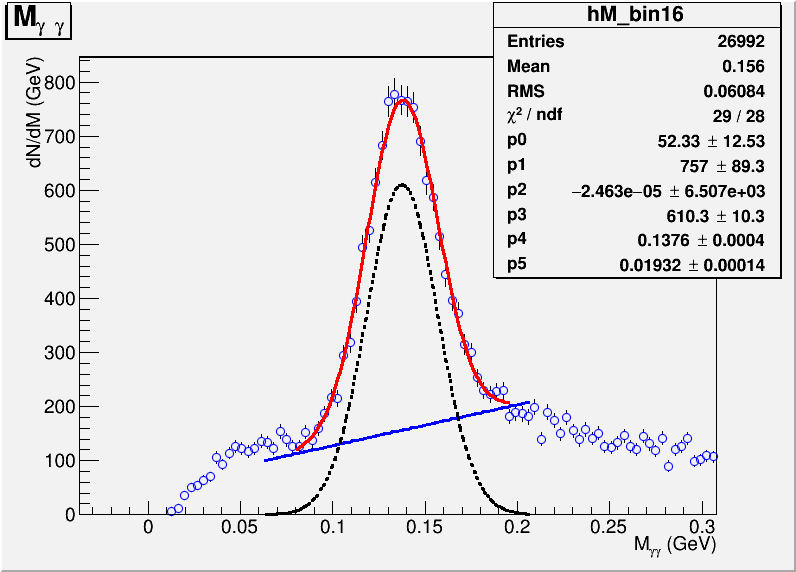 M γ γ
hM_bin16
Entries 26992
Mean 0.156
RMS 0.06084
χ² / ndf 29 / 28
p0 52.33 ± 12.53
p1 757 ± 89.3
p2 −2.463e−05 ± 6.507e+03
p3 610.3 ± 10.3
p4 0.1376 ± 0.0004
p5 0.01932 ± 0.00014
dN/dM (GeV)
800
700
600
500
400
300
200
100
0
0 0.05 0.1 0.15 0.2 0.25 0.3
Mγγ (GeV)